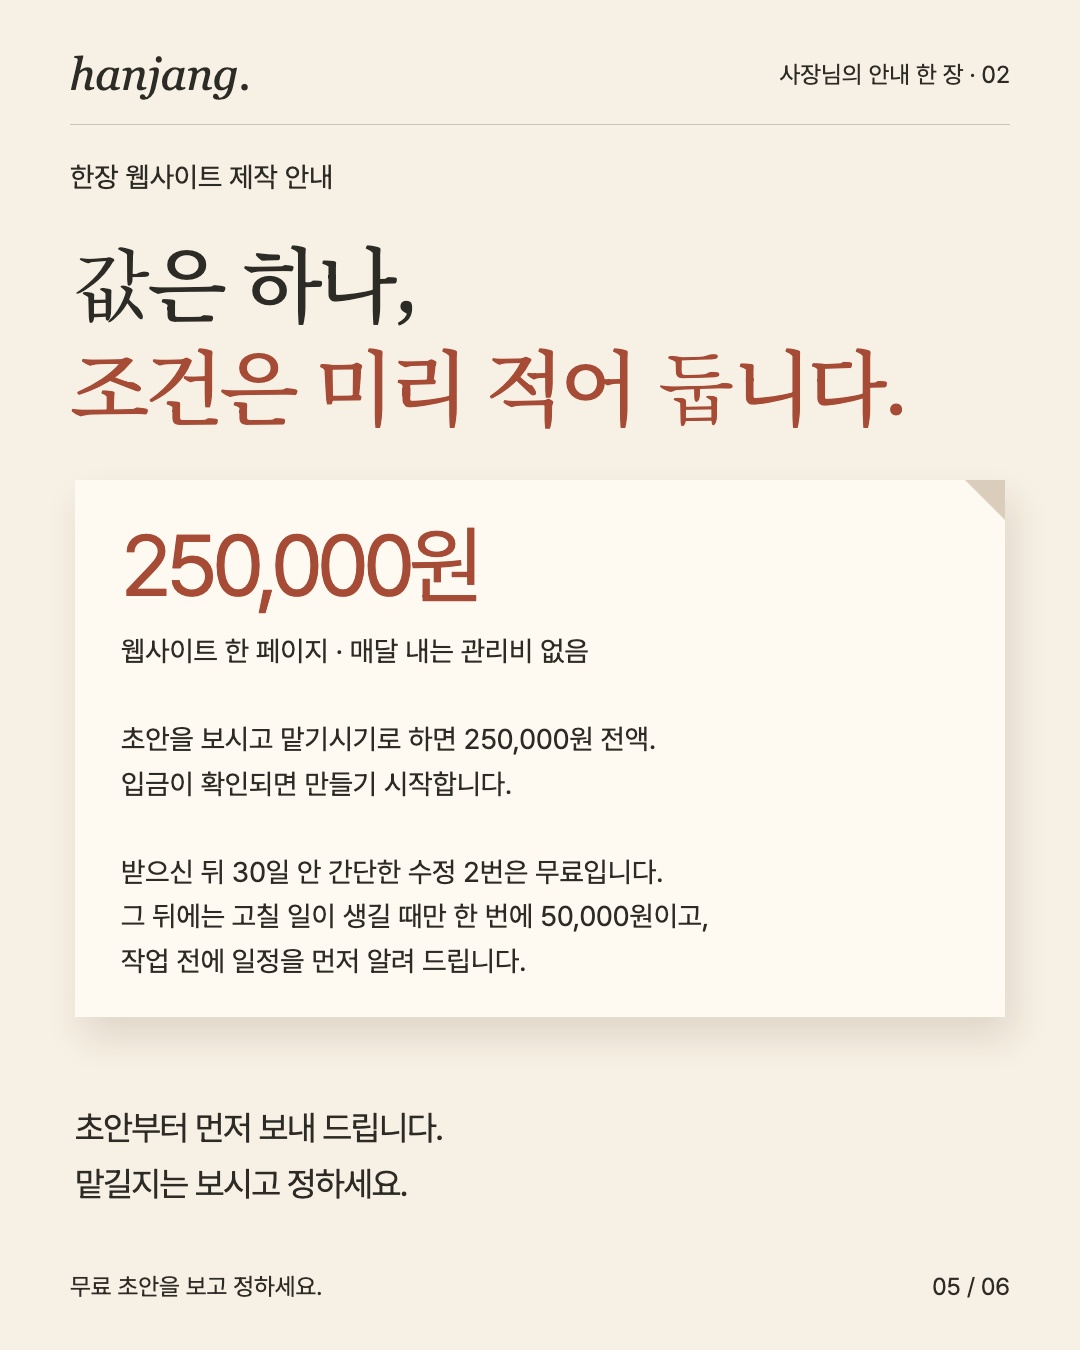 hanjang.
사장님의 안내 한 장 · 02
한장 웹사이트 제작 안내
값은 하나,
조건은 미리 적어 둡니다.
250,000원
웹사이트 한 페이지 · 매달 내는 관리비 없음
초안을 보시고 맡기시기로 하면 250,000원 전액.
입금이 확인되면 만들기 시작합니다.
받으신 뒤 30일 안 간단한 수정 2번은 무료입니다.
그 뒤에는 고칠 일이 생길 때만 한 번에 50,000원이고,
작업 전에 일정을 먼저 알려 드립니다.
초안부터 먼저 보내 드립니다.
맡길지는 보시고 정하세요.
무료 초안을 보고 정하세요.
05 / 06